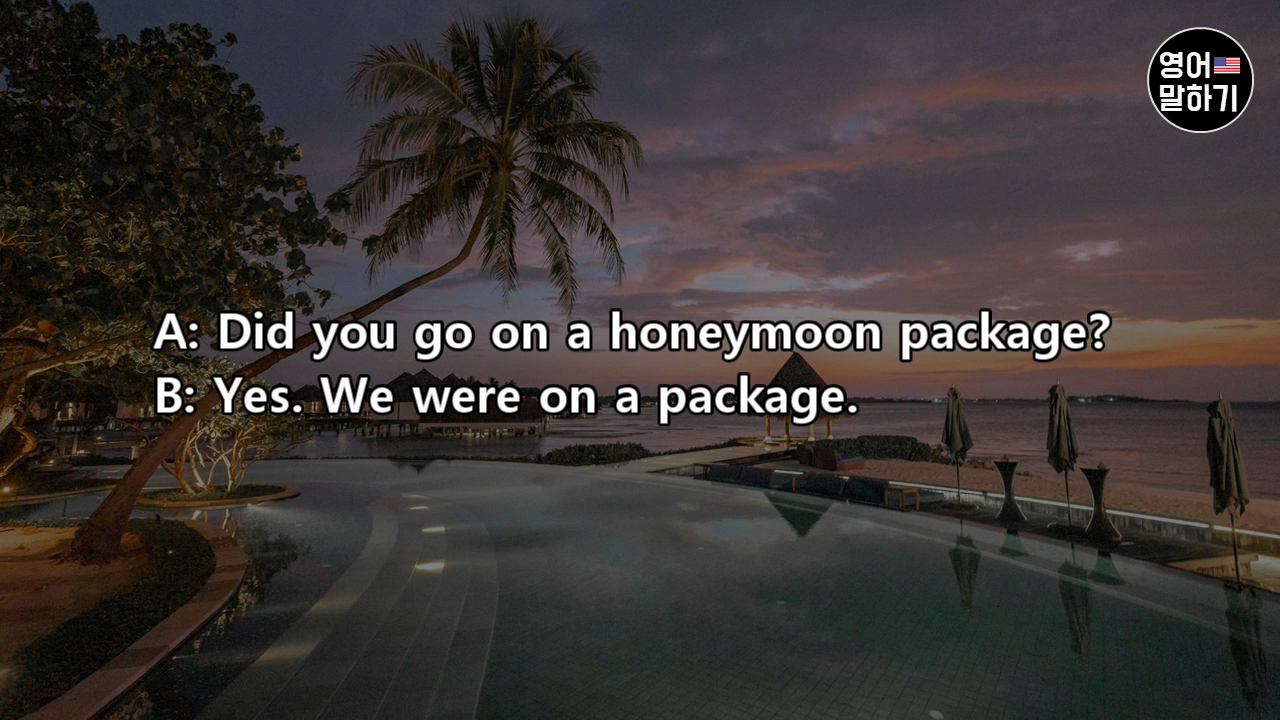 영어
말하기
A: Did you go on a honeymoon package?
B: Yes. We were on a package.